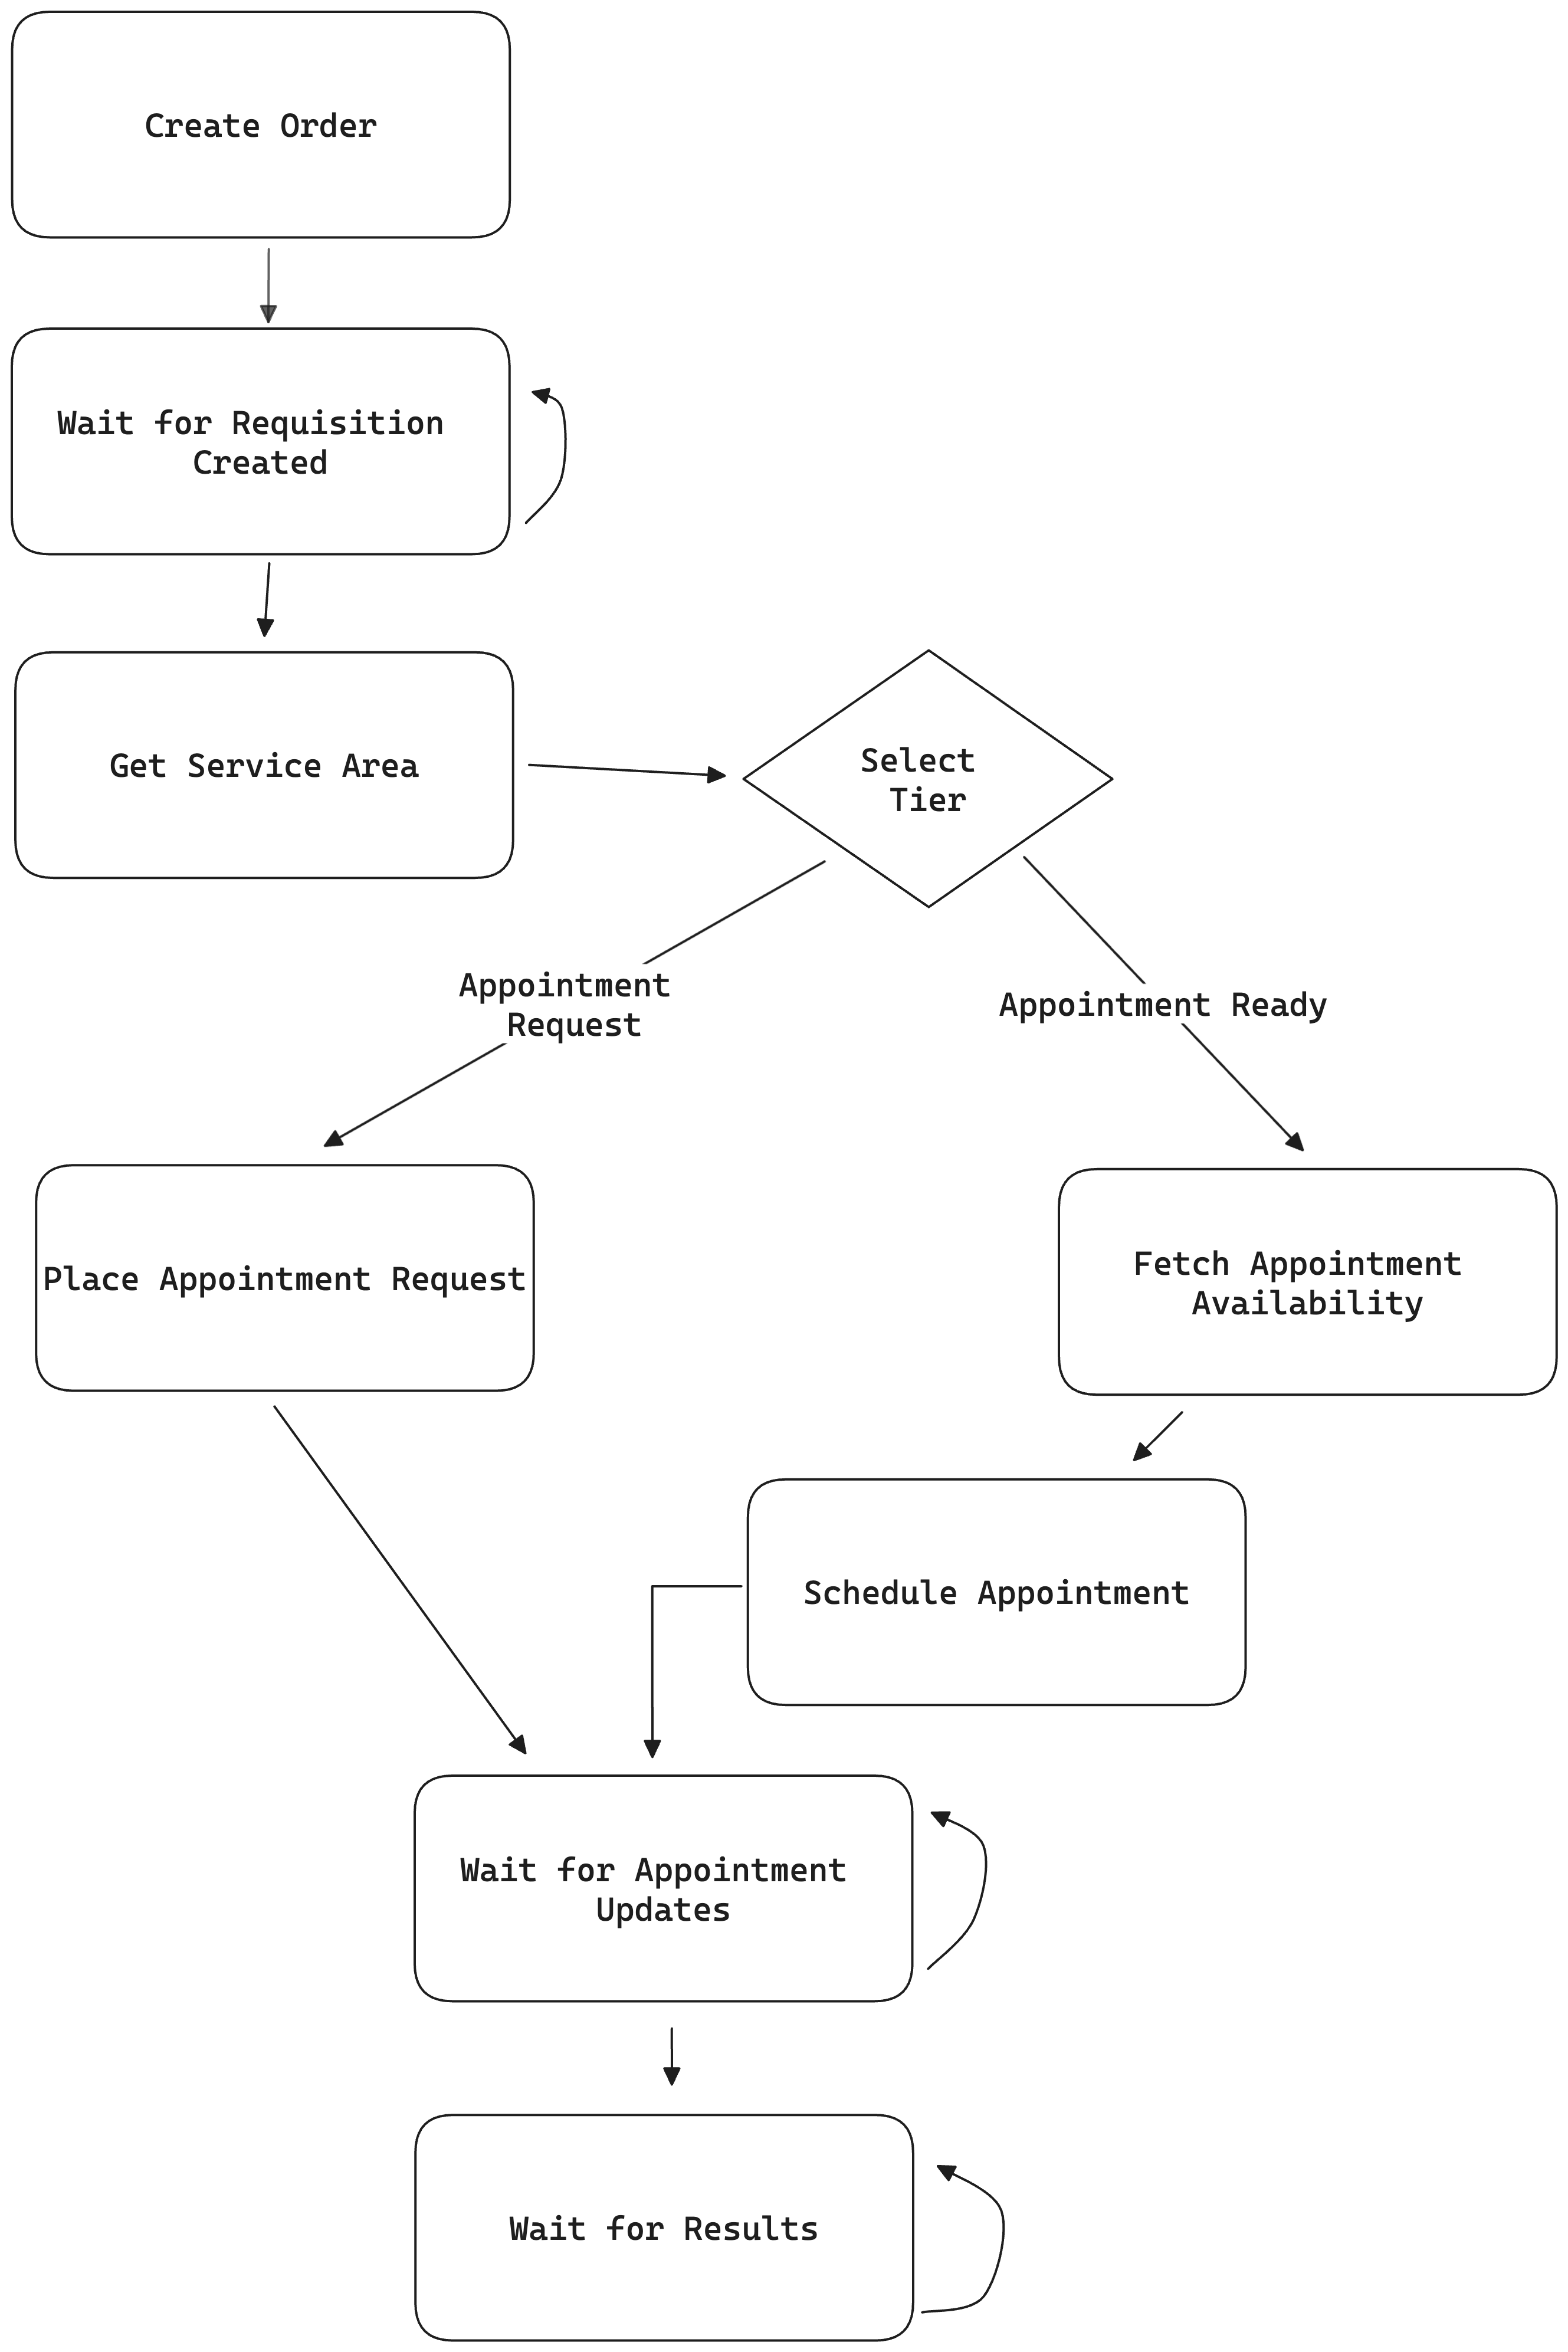 Create Order
Wait for Requisition
Created
Get Service Area
Select
Tier
Appointment
Request
Appointment Ready
Place Appointment Request
Fetch Appointment
Availability
Schedule Appointment
Wait for Appointment
Updates
Wait for Results